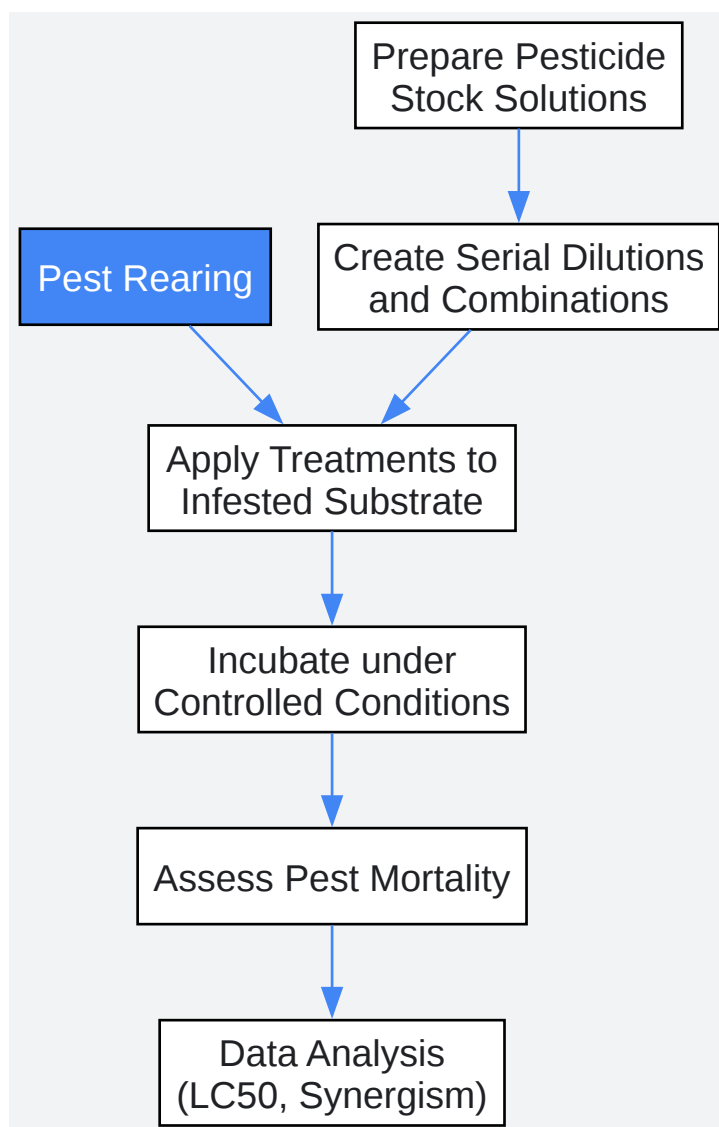 Prepare Pesticide
Stock Solutions
Pest Rearing
Create Serial Dilutions
and Combinations
Apply Treatments to
Infested Substrate
Incubate under
Controlled Conditions
Assess Pest Mortality
Data Analysis
(LC50, Synergism)